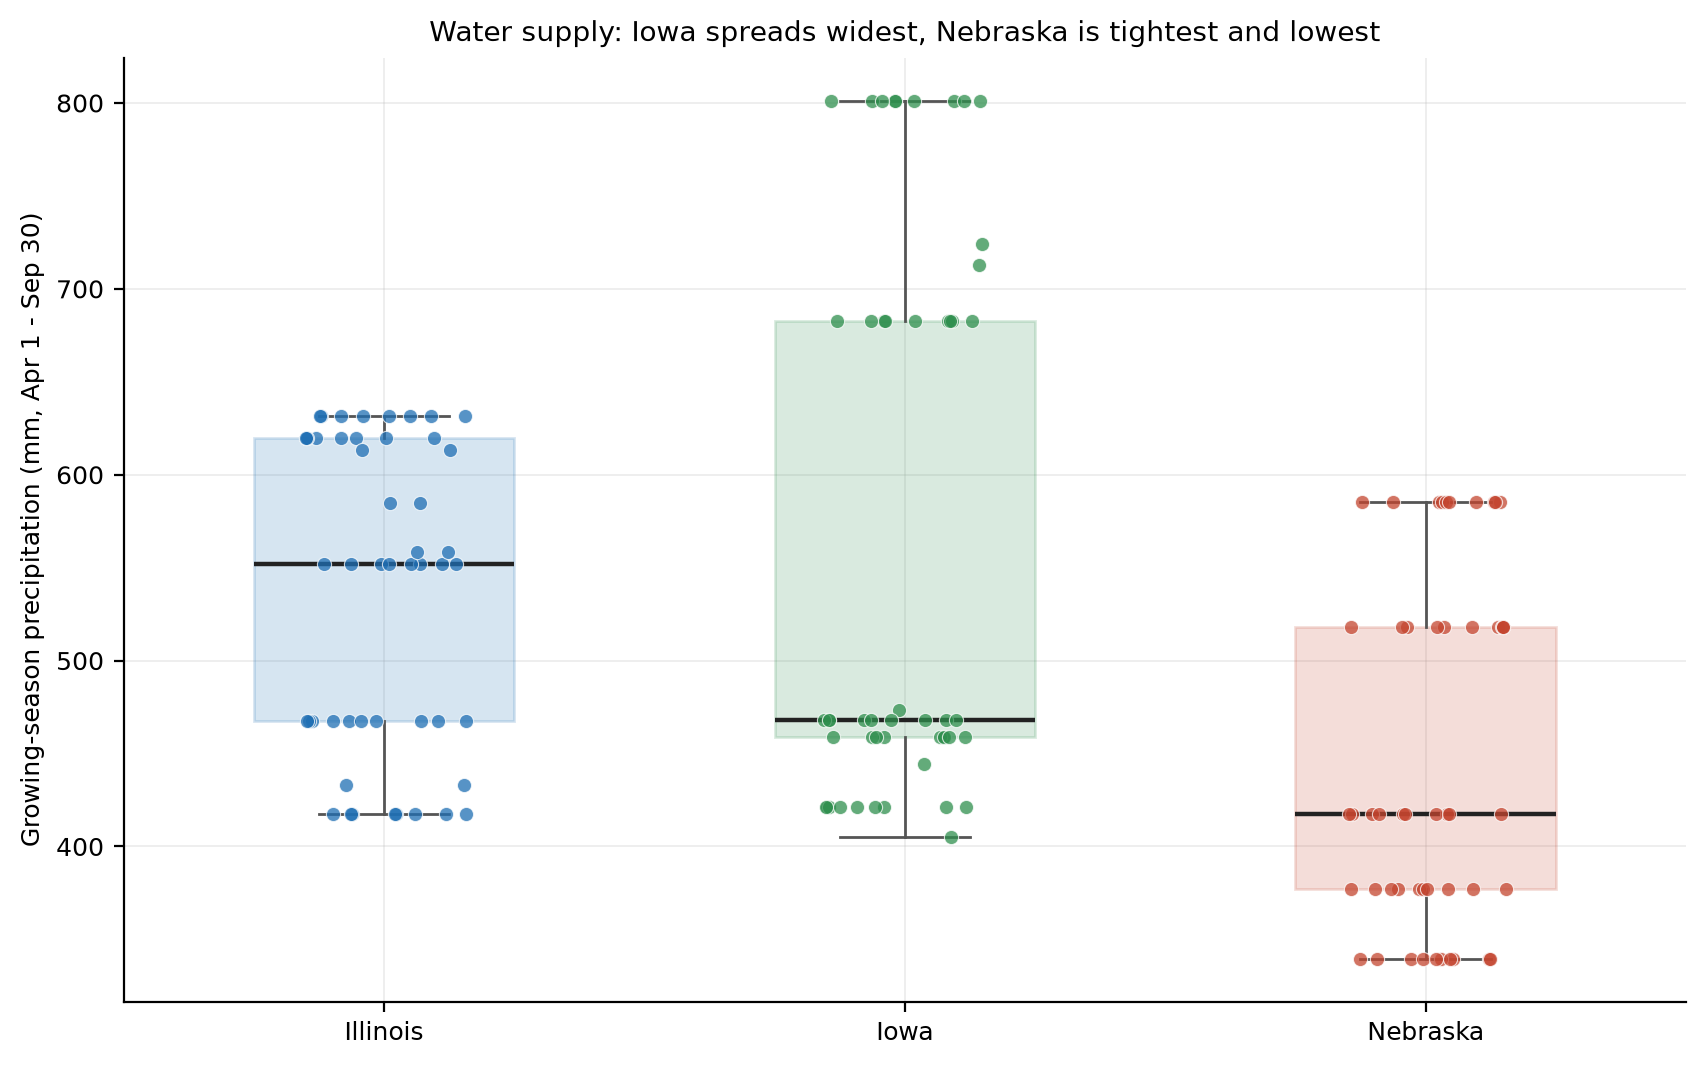 Water supply: Iowa spreads widest, Nebraska is tightest and lowest
Growing-season precipitation (mm, Apr 1 - Sep 30)
800
700
600
500
400
Illinois
Iowa
Nebraska